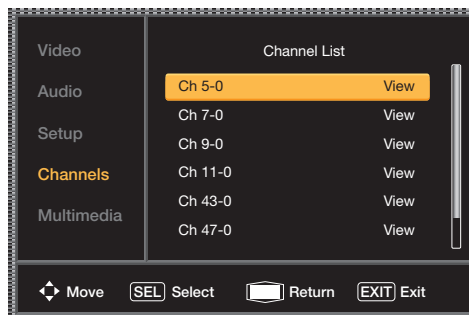 Video
Audio
Setup
Channels
Multimedia
Channel List
Ch 5-0 View
Ch 7-0 View
Ch 9-0 View
Ch 11-0 View
Ch 43-0 View
Ch 47-0 View
Move SEL Select Return EXIT Exit